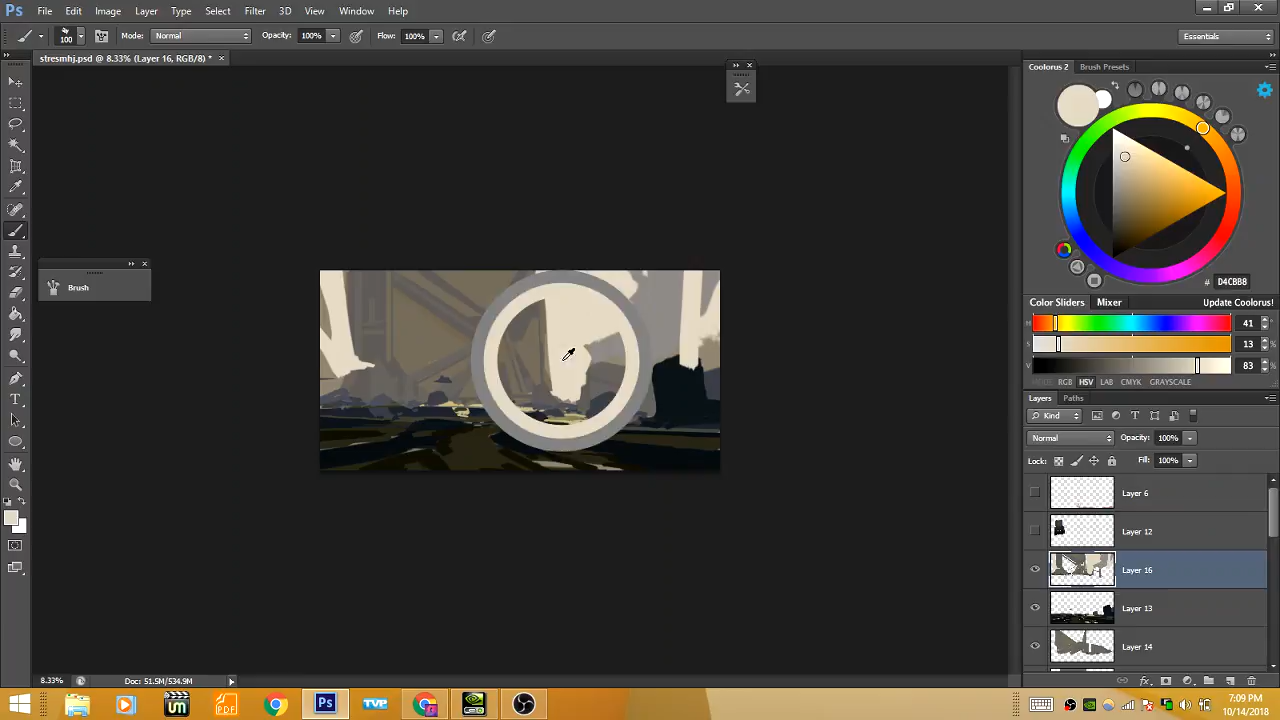 Ps File Edit Image Layer Type Select Filter 3D View Window Help
100 Mode: Normal Opacity: 100% Flow: 100% Essentials
stresmhj.psd @ 8.33% (Layer 16, RGB/8) * ×
Coolorus 2 Brush Presets
# D4CBB8
Brush
Color Sliders Mixer Update Coolorus!
H 41 °
S 13 %
V 83 %
RGB HSV LAB CMYK GRAYSCALE
Layers Paths
Kind
Normal Opacity: 100%
Lock: Fill: 100%
Layer 6
Layer 12
Layer 16
Layer 13
Layer 14
8.33% Doc: 51.5M/534.9M
7:09 PM
10/14/2018